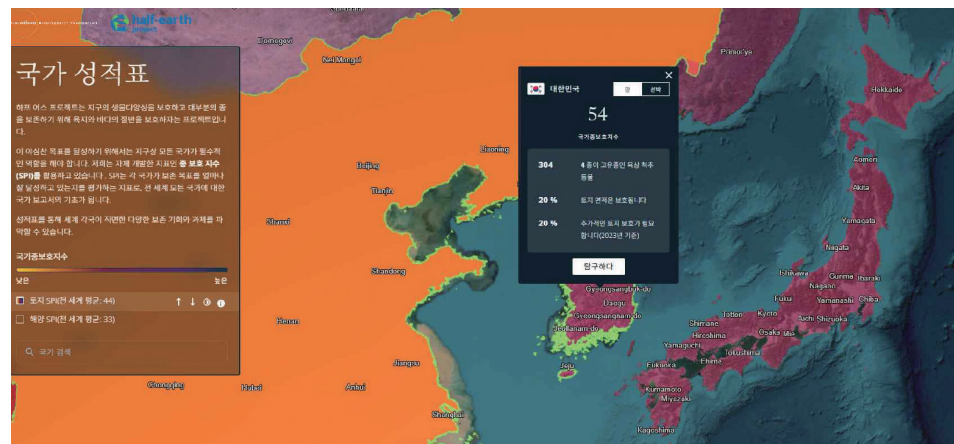 half-earth
project
국가 성적표
하프 어스 프로젝트는 지구의 생물다양성을 보호하고 대부분의 종
을 보존하기 위해 육지와 바다의 절반을 보호하자는 프로젝트입니
다.
이 야심찬 목표를 달성하기 위해서는 지구상 모든 국가가 필수적
인 역할을 해야 합니다. 저희는 자체 개발한 지표인 종 보호 지수
(SPI)를 활용하고 있습니다. SPI는 각 국가가 보존 목표를 얼마나
잘 달성하고 있는지를 평가하는 지표로, 전 세계 모든 국가에 대한
국가 보고서의 기초가 됩니다.
성적표를 통해 세계 각국이 직면한 다양한 보존 기회와 과제를 파
악할 수 있습니다.
국가종보호지수
낮은 높은
토지 SPI(전 세계 평균: 44)
해양 SPI(전 세계 평균: 33)
국가 검색
대한민국
땅 선박
54
국가종보호지수
304 4 종이 고유종인 육상 척추
동물
20 % 토지 면적은 보호됩니다
20 % 추가적인 토지 보호가 필요
합니다(2023년 기준)
탐구하다
Dornogovi
Nei Mongol
Primor'ye
Hokkaido
Liaoning
Beijing
Tianjin
Shanxi
Shandong
Henan
Jiangsu
Chongqing
Hubei
Anhui
Shanghai
Gyeongsangbuk-do
Daegu
Gyeongsangnam-do
Jeollanam-do
Jeju
Aomori
Akita
Yamagata
Niigata
Ishikawa
Gunma
Ibaraki
Nagano
Fukui
Yamanashi
Chiba
Tottori
Kyoto
Aichi
Shizuoka
Shimane
Hiroshima
Osaka
Mie
Yamaguchi
Tokushima
Ehime
Fukuoka
Kumamoto
Miyazaki
Kagoshima